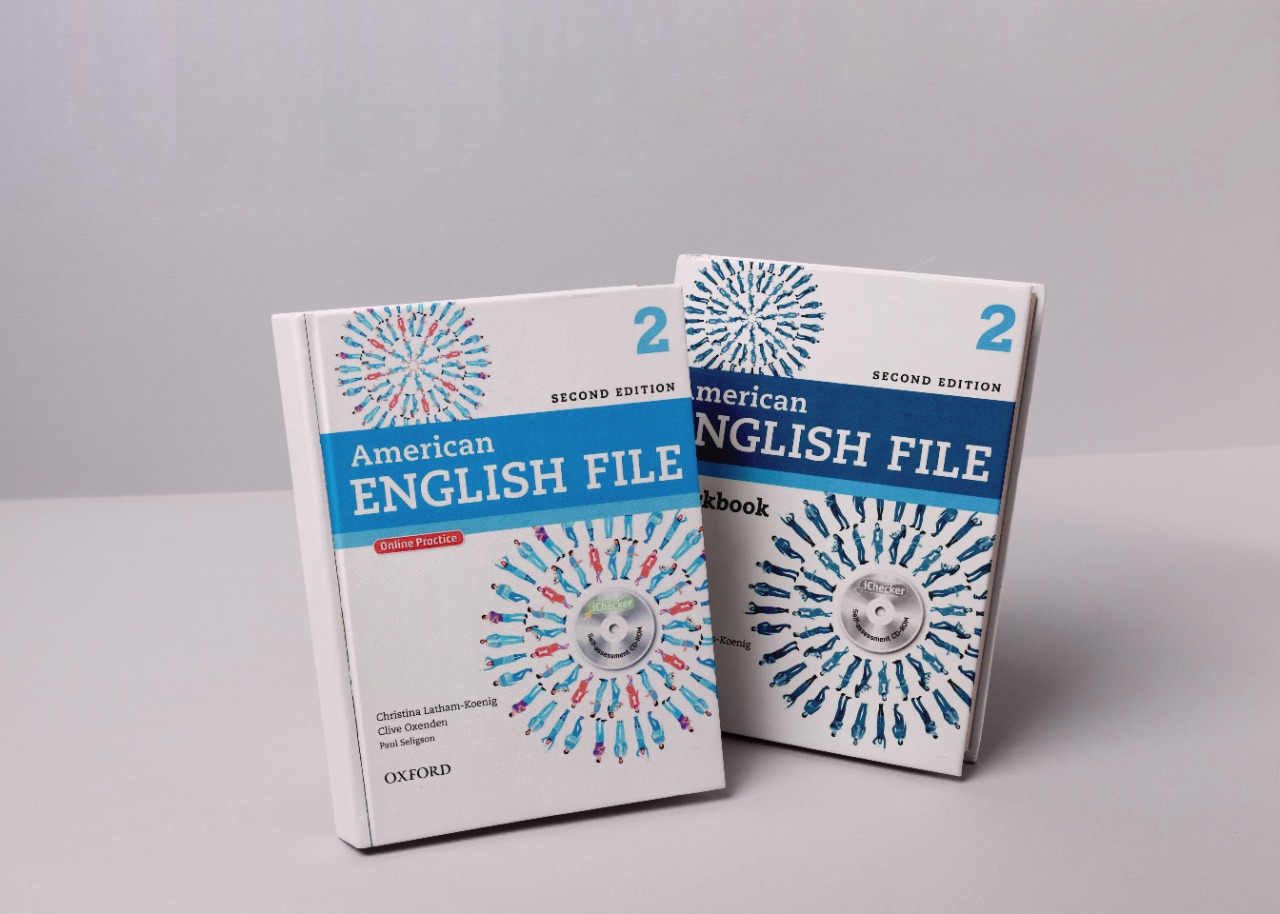 2
SECOND EDITION
American
ENGLISH FILE
Online Practice
iChecker
Self-assessment CD-ROM
Christina Latham-Koenig
Clive Oxenden
Paul Seligson
OXFORD
2
SECOND EDITION
merican
NGLISH FILE
kbook
iChecker
Self-assessment CD-ROM
-Koenig